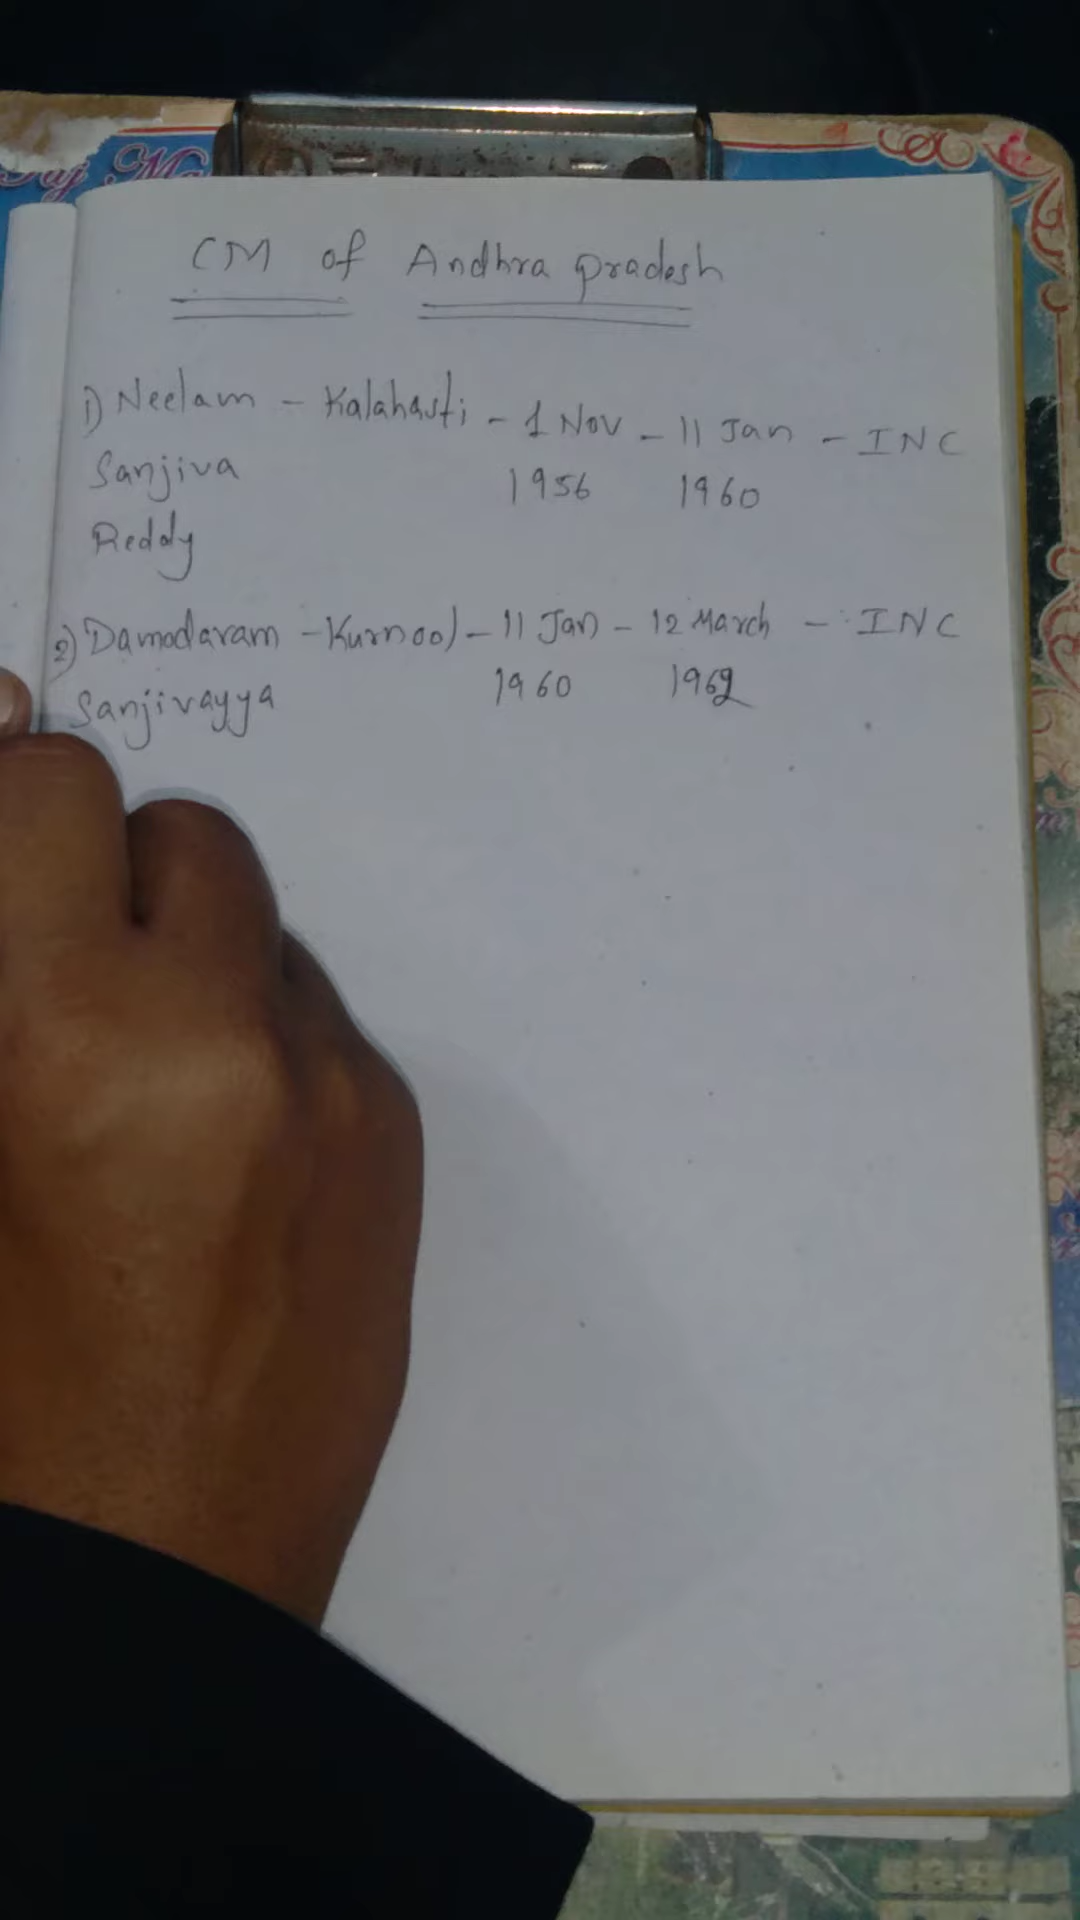 CM of Andhra pradesh
1) Neelam - Kalahasti - 1 Nov - 11 Jan - INC
Sanjiva 1956 1960
Reddy
2) Damodaram - Kurnool - 11 Jan - 12 March - INC
Sanjivayya 1960 1962